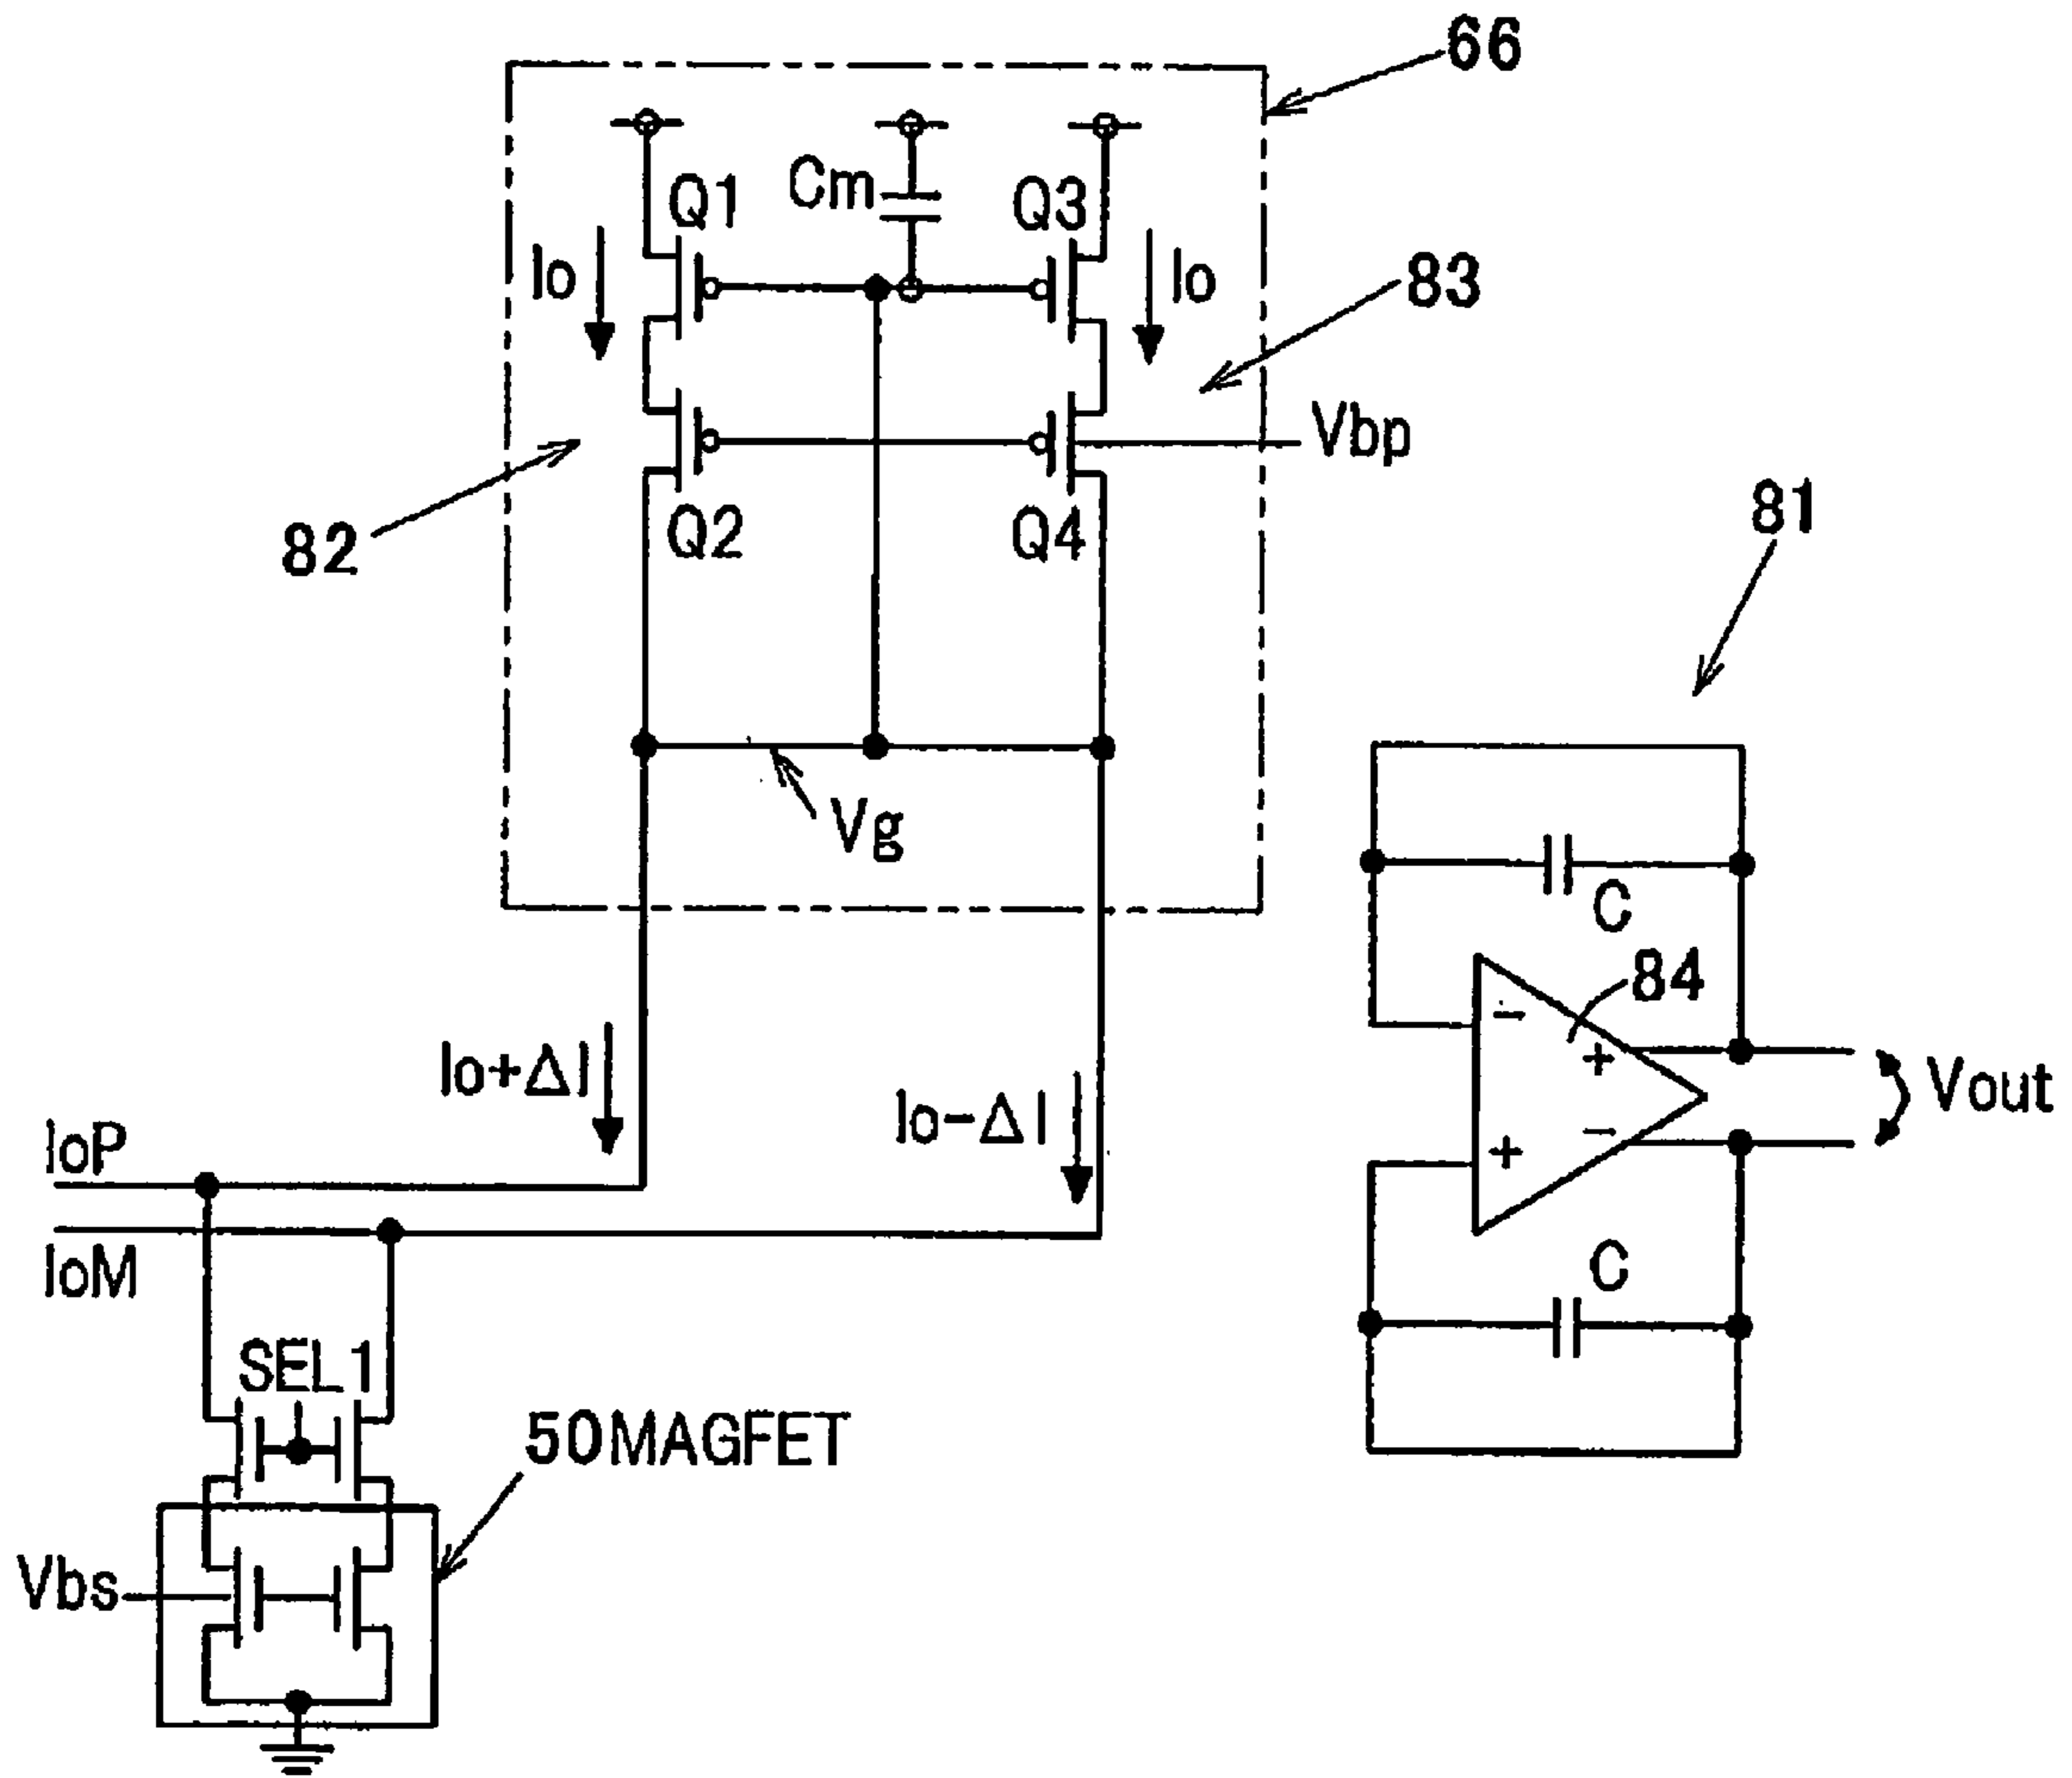 66
Q1
Cm
Q3
Io
Io
83
Vbp
82
Q2
Q4
81
Vg
C
84
−
+
Io+ΔI
Io−ΔI
Vout
−
+
IoP
IoM
C
SEL1
50MAGFET
Vbs